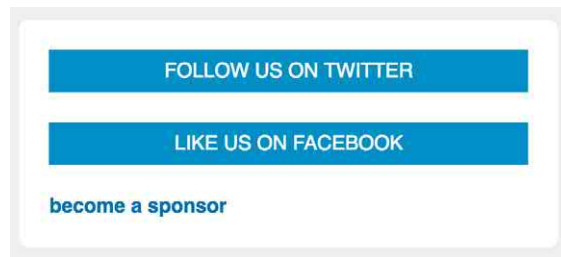 FOLLOW US ON TWITTER
LIKE US ON FACEBOOK
become a sponsor